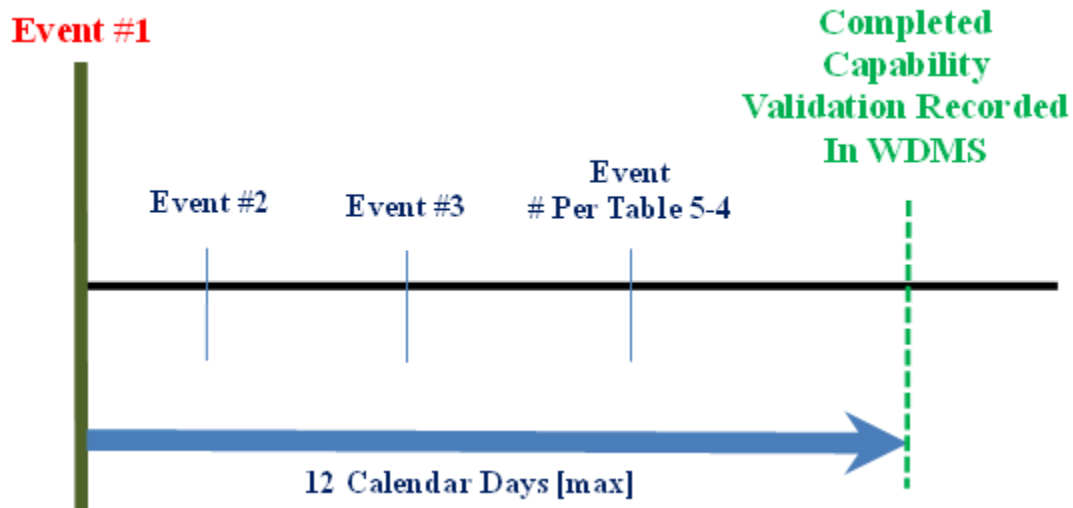 Event #1
Completed
Capability
Validation Recorded
In WDMS
Event #2
Event #3
Event
# Per Table 5-4
12 Calendar Days [max]